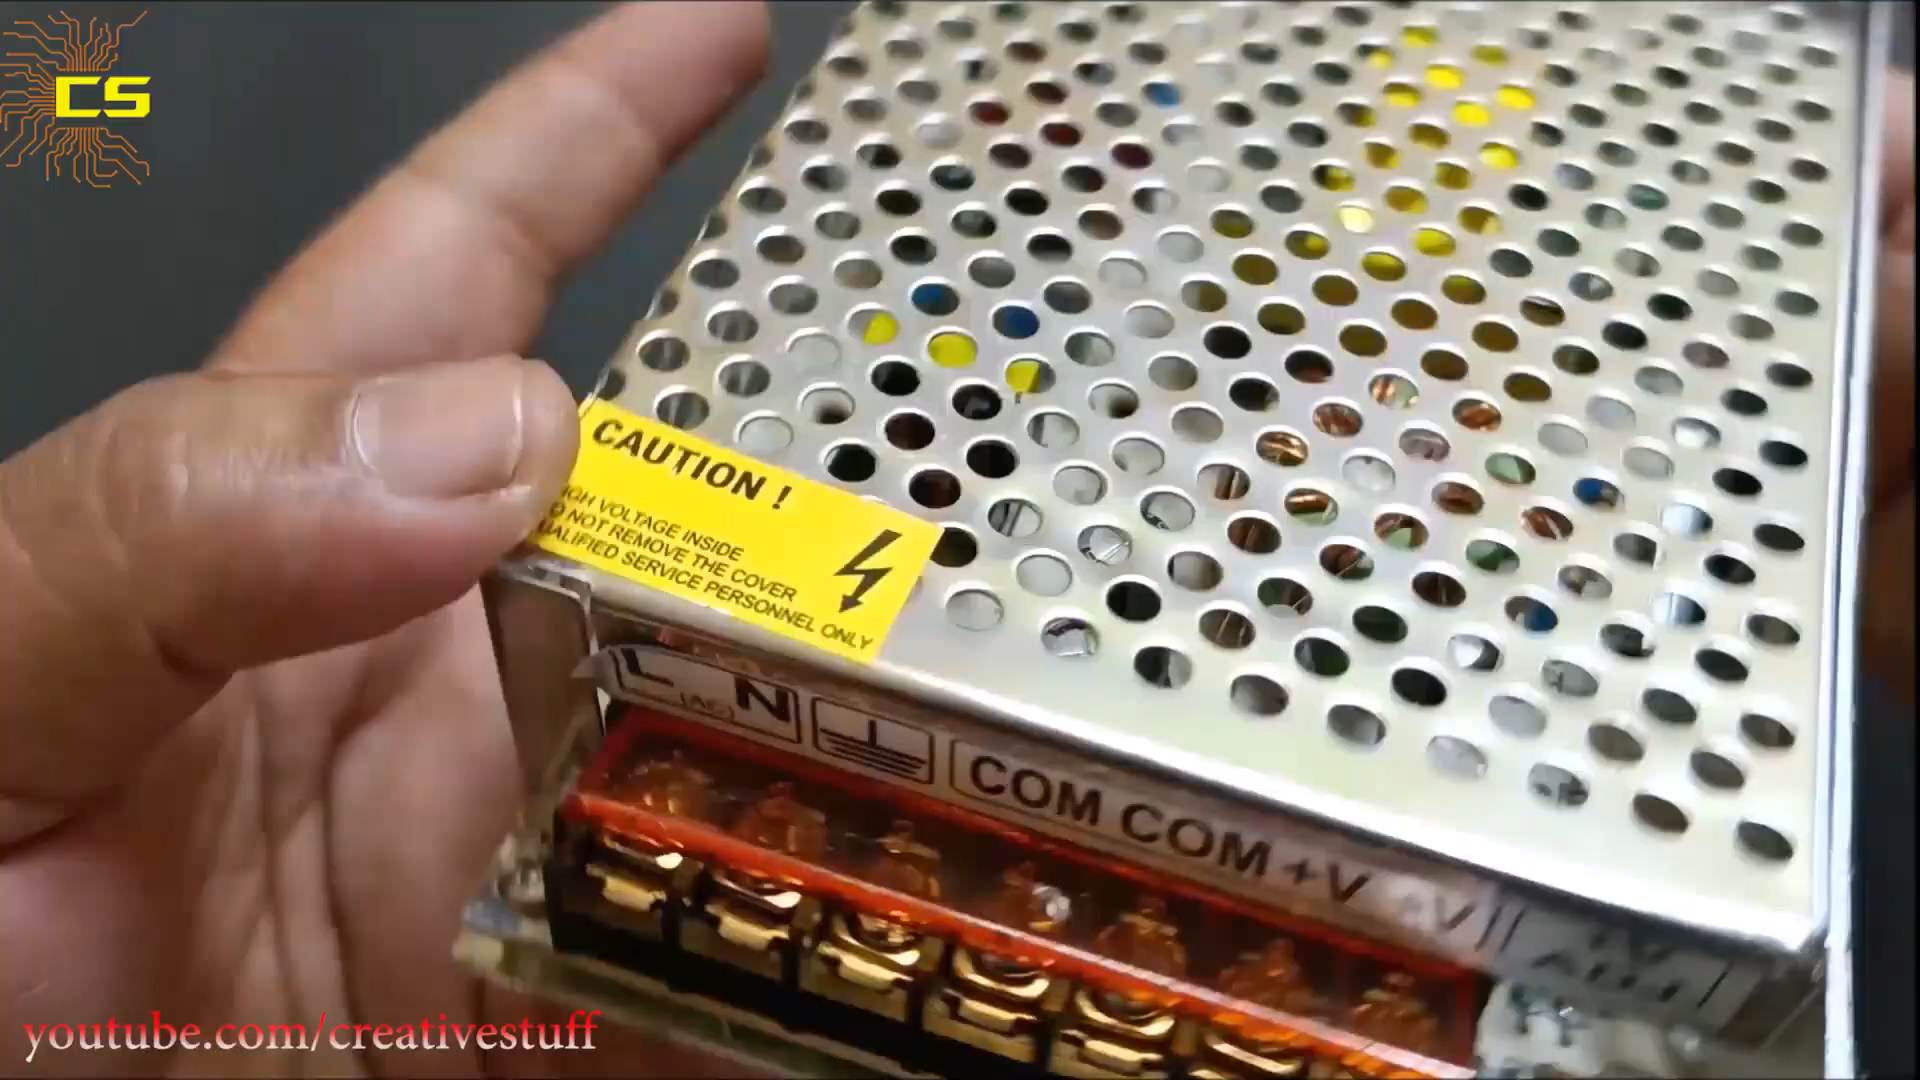 CS
CAUTION !
HIGH VOLTAGE INSIDE
DO NOT REMOVE THE COVER
QUALIFIED SERVICE PERSONNEL ONLY
L (AC) N
COM COM +V +V
youtube.com/creativestuff